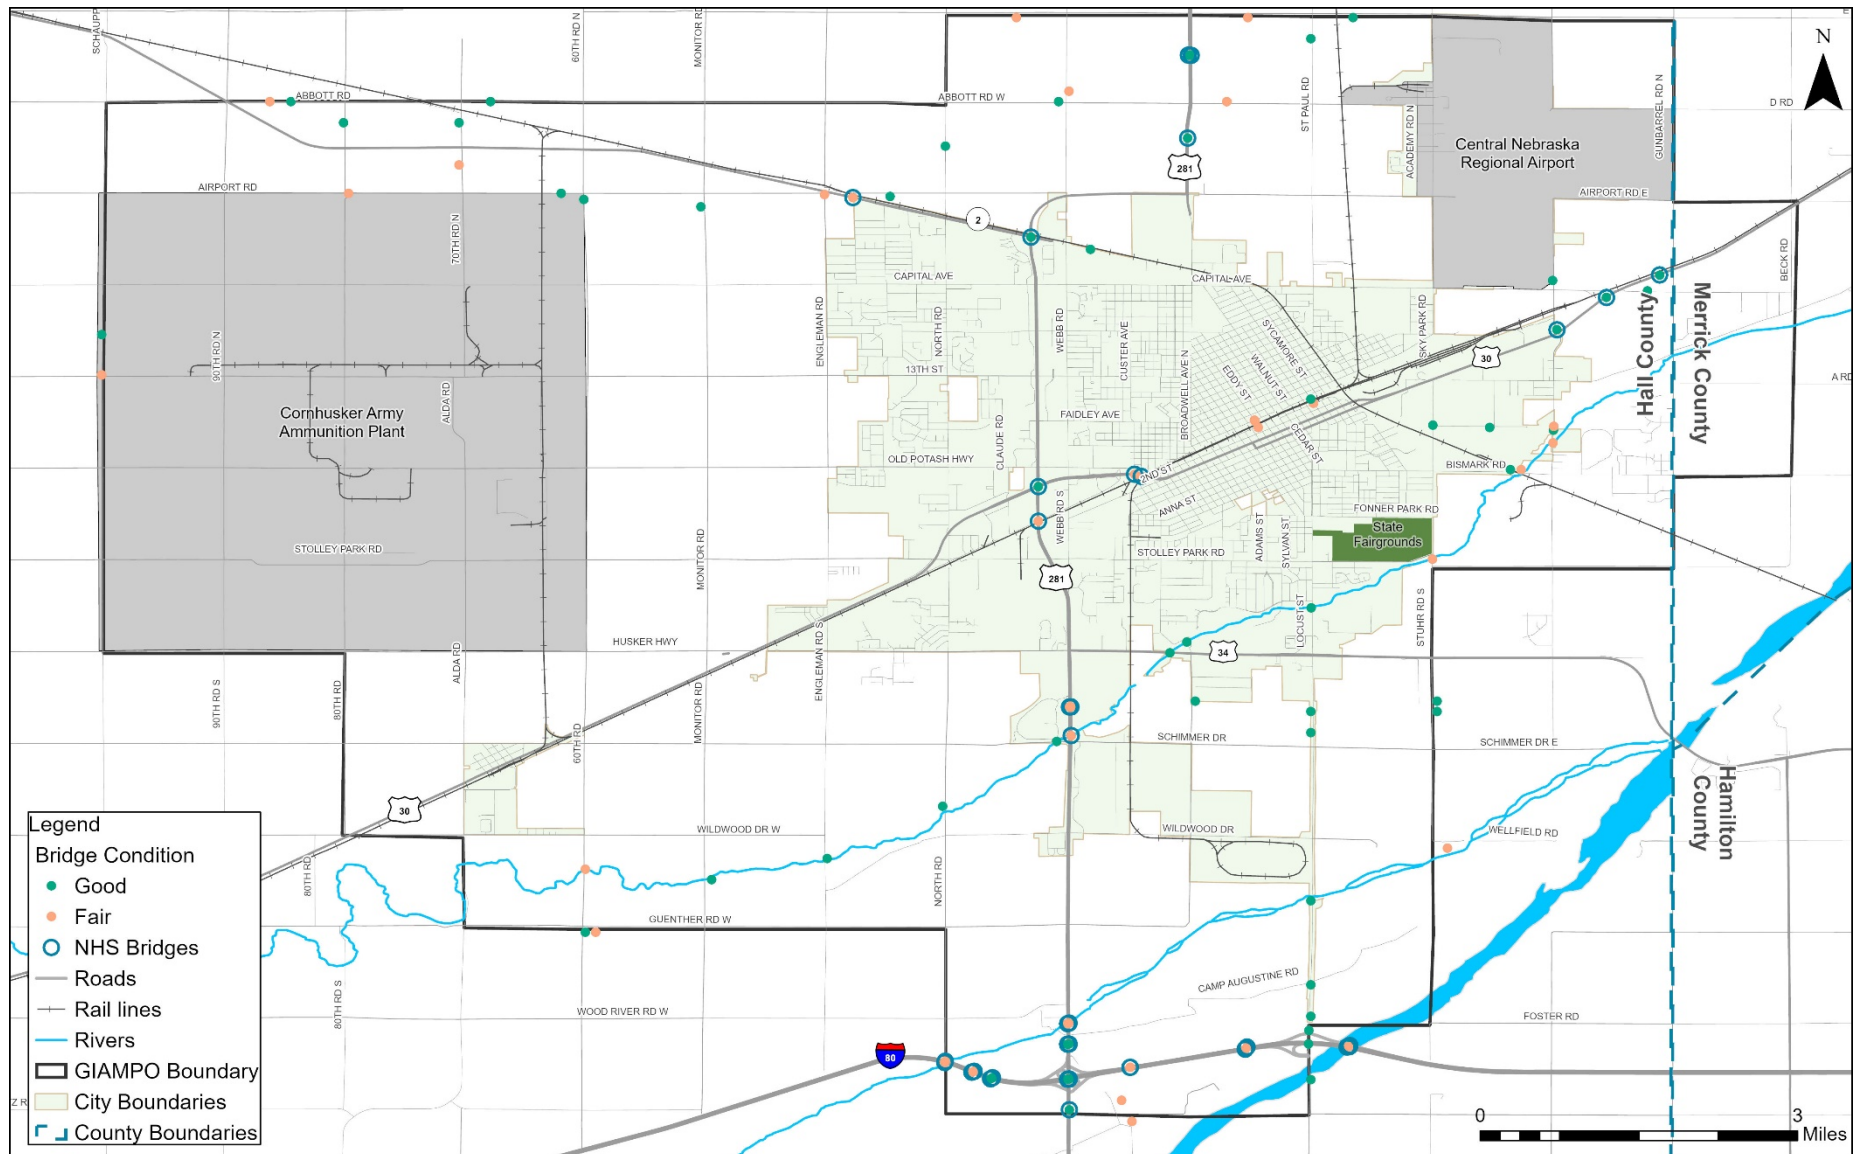 SCHAUPP
60TH RD N
MONITOR RD
N
ABBOTT RD
ABBOTT RD W
ST PAUL RD
ACADEMY RD N
GUNBARREL RD N
D RD
281
Central Nebraska
Regional Airport
AIRPORT RD
AIRPORT RD E
70TH RD N
2
BECK RD
CAPITAL AVE
CAPITAL AVE
ENGLEMAN RD
NORTH RD
WEBB RD
CUSTER AVE
BROADWELL AVE N
SYCAMORE ST
WALNUT ST
EDDY ST
SKY PARK RD
30
Hall County
Merrick County
90TH RD N
13TH ST
A RD
ALDA RD
Cornhusker Army
Ammunition Plant
FAIDLEY AVE
CLAUDE RD
CEDAR ST
OLD POTASH HWY
2ND ST
BISMARK RD
ANNA ST
FONNER PARK RD
WEBB RD S
ADAMS ST
SYLVAN ST
State
Fairgrounds
STOLLEY PARK RD
STOLLEY PARK RD
MONITOR RD
281
LOCUST ST
STUHR RD S
HUSKER HWY
34
ALDA RD
ENGLEMAN RD S
90TH RD S
80TH RD
MONITOR RD
60TH RD
SCHIMMER DR
SCHIMMER DR E
Hamilton
County
30
WILDWOOD DR W
WILDWOOD DR
WELLFIELD RD
80TH RD
NORTH RD
GUENTHER RD W
CAMP AUGUSTINE RD
80TH RD S
WOOD RIVER RD W
FOSTER RD
80
Legend
Bridge Condition
Good
Fair
NHS Bridges
Roads
Rail lines
Rivers
GIAMPO Boundary
City Boundaries
County Boundaries
0 3
Miles